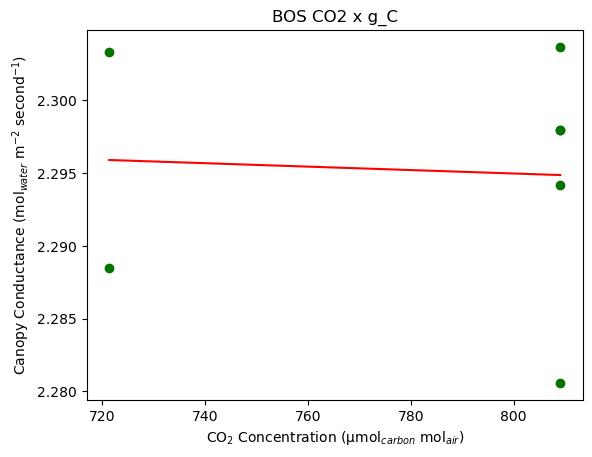 BOS CO2 x g_C
Canopy Conductance (mol$_{water}$ m$^{-2}$ second$^{-1}$)
2.300
2.295
2.290
2.285
2.280
720 740 760 780 800
CO$_2$ Concentration (μmol$_{carbon}$ mol$_{air}$)